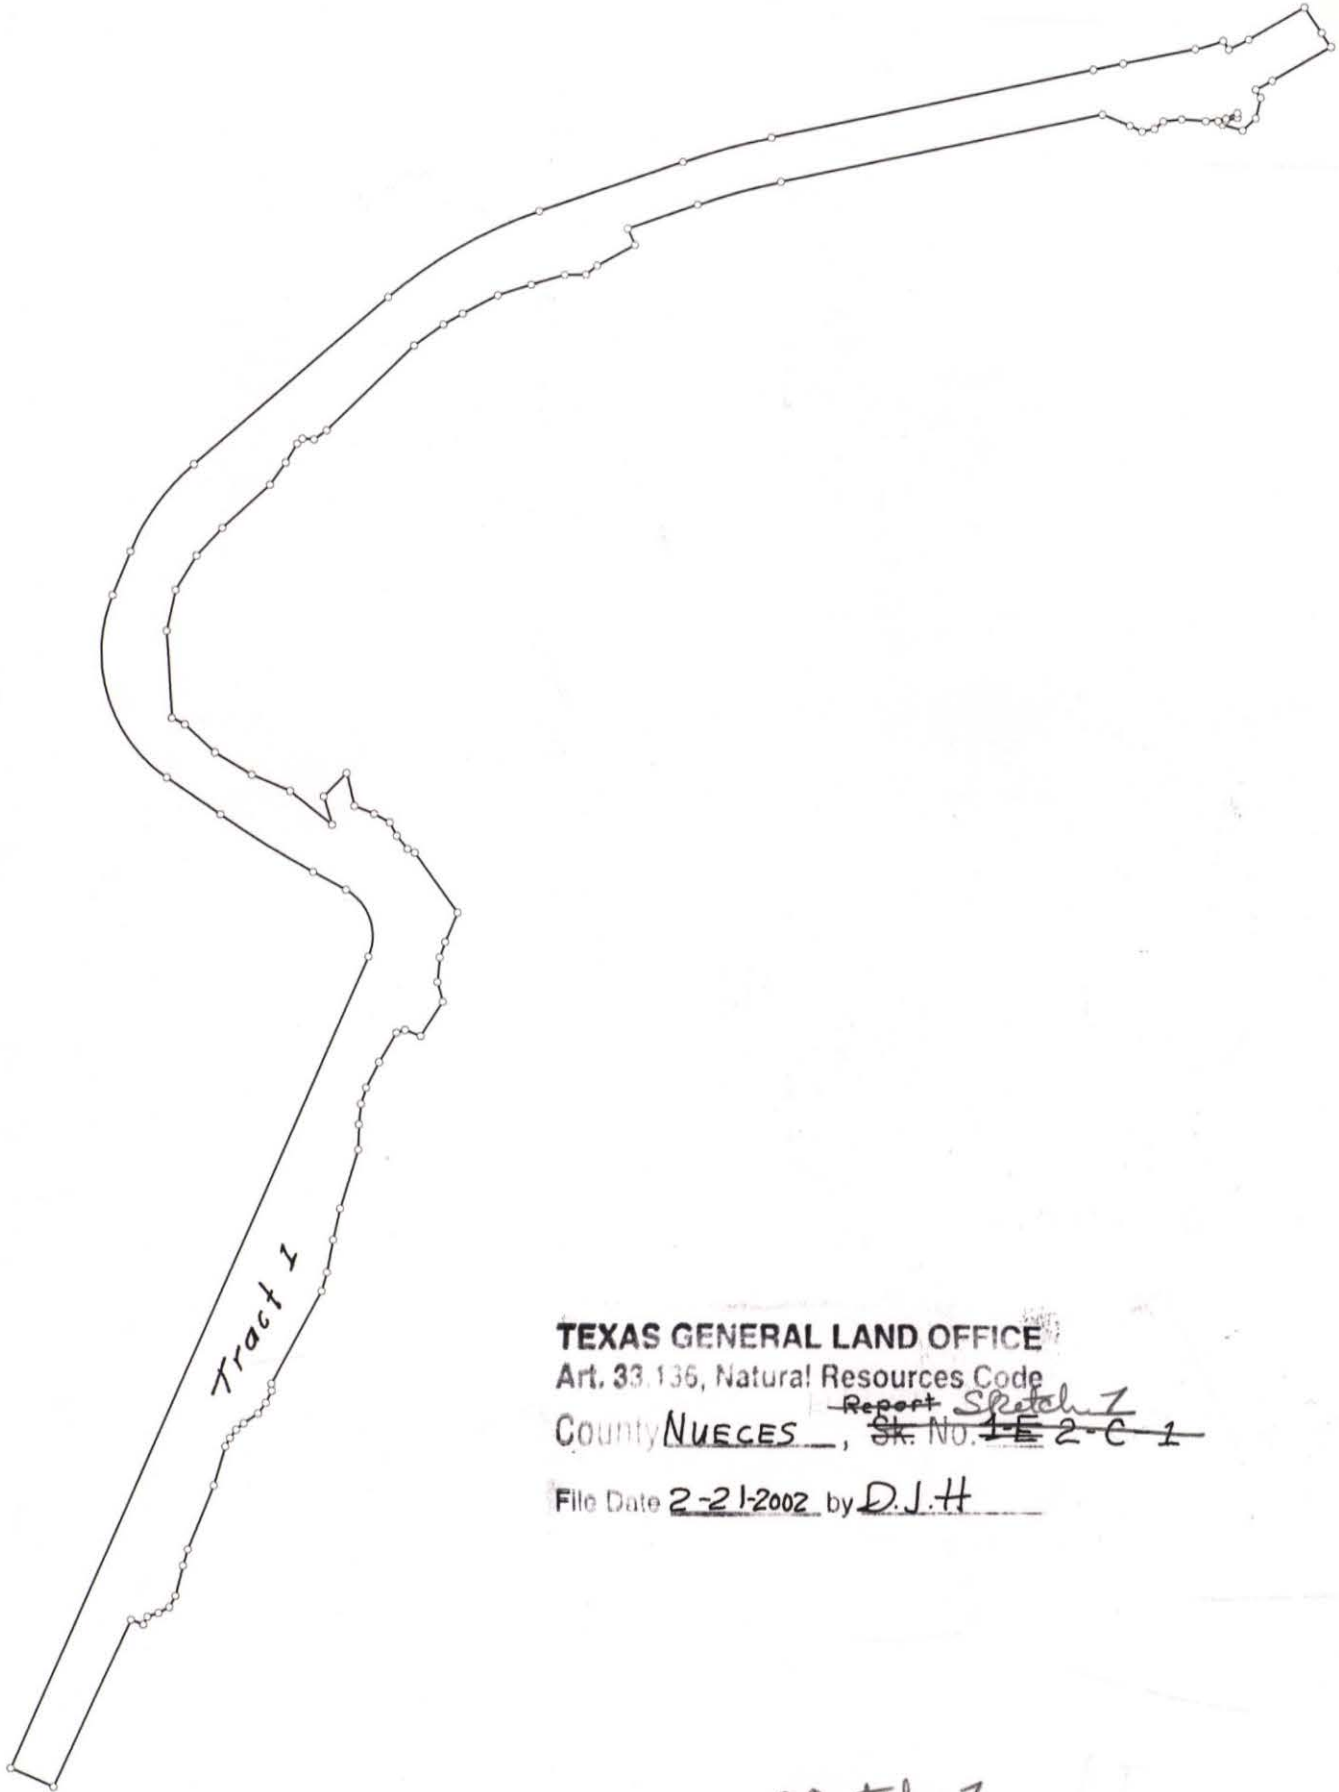 Tract 1
TEXAS GENERAL LAND OFFICE
Art. 33.136, Natural Resources Code
Report Sketch 1
County NUECES, Sk. No. 1-E 2-C-1
File Date 2-21-2002 by D.J.H